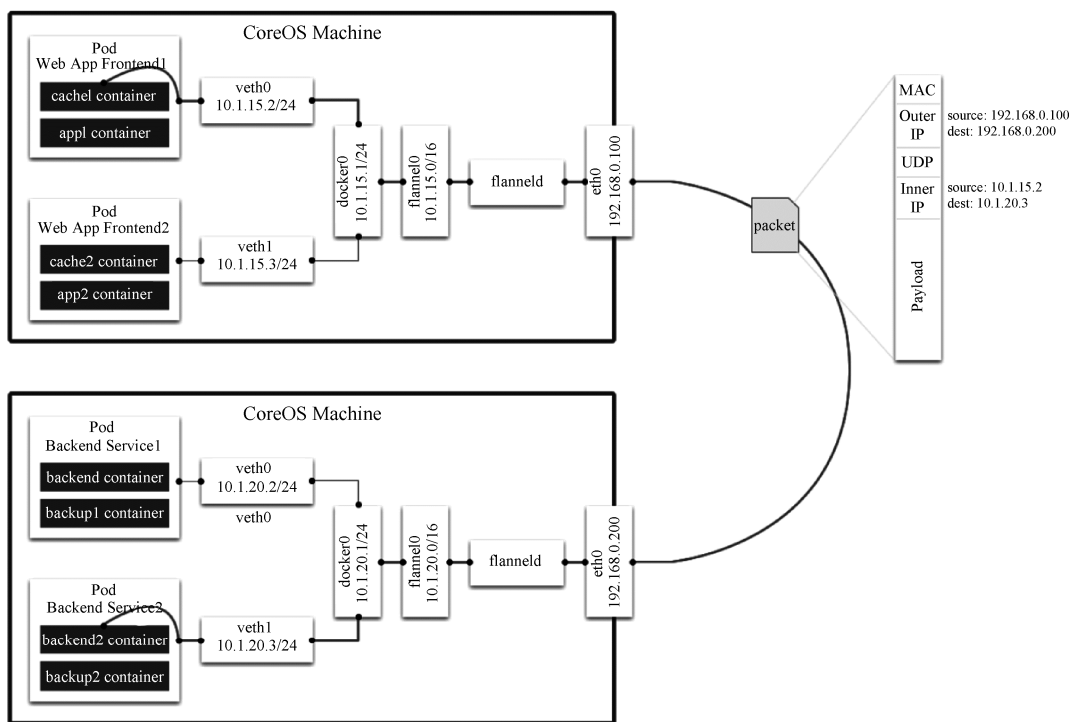 CoreOS Machine
Pod
Web App Frontend1
cachel container
appl container
veth0
10.1.15.2/24
Pod
Web App Frontend2
cache2 container
app2 container
veth1
10.1.15.3/24
docker0
10.1.15.1/24
flannel0
10.1.15.0/16
flanneld
eth0
192.168.0.100
packet
MAC
Outer
IP
source: 192.168.0.100
dest: 192.168.0.200
UDP
Inner
IP
source: 10.1.15.2
dest: 10.1.20.3
Payload
CoreOS Machine
Pod
Backend Service1
backend container
backup1 container
veth0
10.1.20.2/24
veth0
Pod
Backend Service2
backend2 container
backup2 container
veth1
10.1.20.3/24
docker0
10.1.20.1/24
flannel0
10.1.20.0/16
flanneld
eth0
192.168.0.200